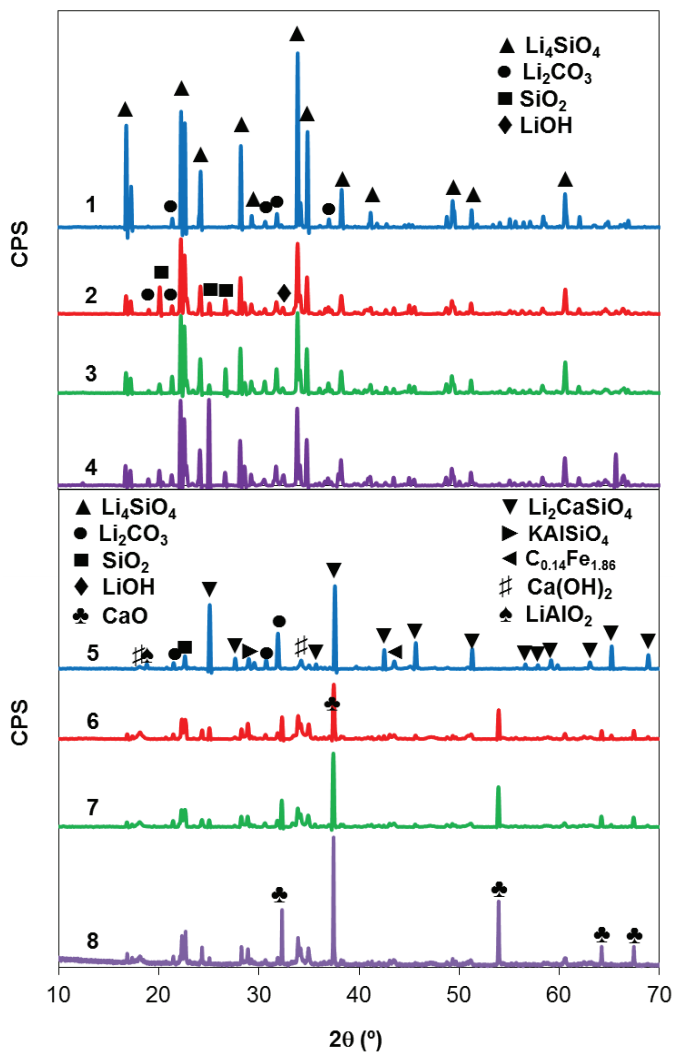 ▲ Li₄SiO₄
● Li₂CO₃
■ SiO₂
◆ LiOH
CPS
1
2
3
4
▲ Li₄SiO₄
● Li₂CO₃
■ SiO₂
◆ LiOH
♣ CaO
▼ Li₂CaSiO₄
► KAlSiO₄
◄ C₀.₁₄Fe₁.₈₆
♯ Ca(OH)₂
♠ LiAlO₂
CPS
5
6
7
8
10 20 30 40 50 60 70
2θ (º)